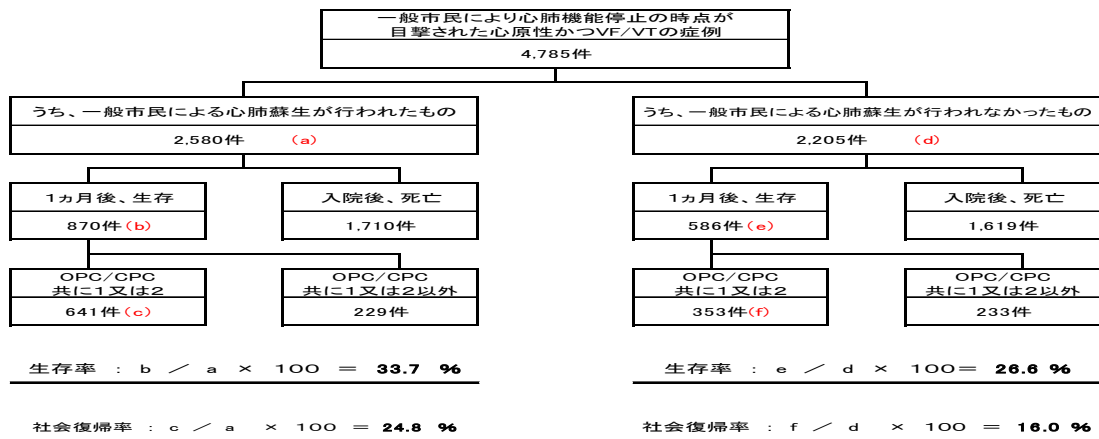 一般市民により心肺機能停止の時点が
目撃された心原性かつVF/VTの症例
4,785件
うち、一般市民による心肺蘇生が行われたもの
2,580件 (a)
うち、一般市民による心肺蘇生が行われなかったもの
2,205件 (d)
1ヵ月後、生存
870件(b)
入院後、死亡
1,710件
1ヵ月後、生存
586件(e)
入院後、死亡
1,619件
OPC/CPC
共に1又は2
641件(c)
OPC/CPC
共に1又は2以外
229件
OPC/CPC
共に1又は2
353件(f)
OPC/CPC
共に1又は2以外
233件
生存率 : b / a × 100 = 33.7 %
生存率 : e / d × 100= 26.6 %
社会復帰率 : c / a × 100 = 24.8 %
社会復帰率 : f / d × 100 = 16.0 %